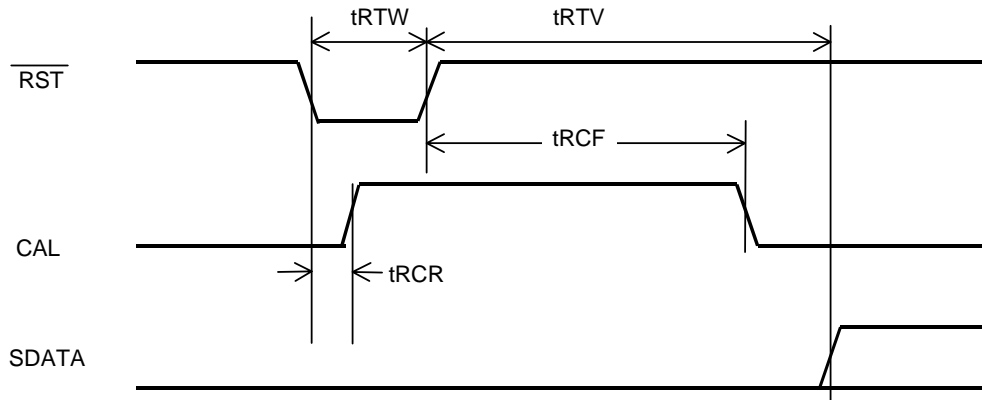 tRTW
tRTV
RST
tRCF
CAL
tRCR
SDATA